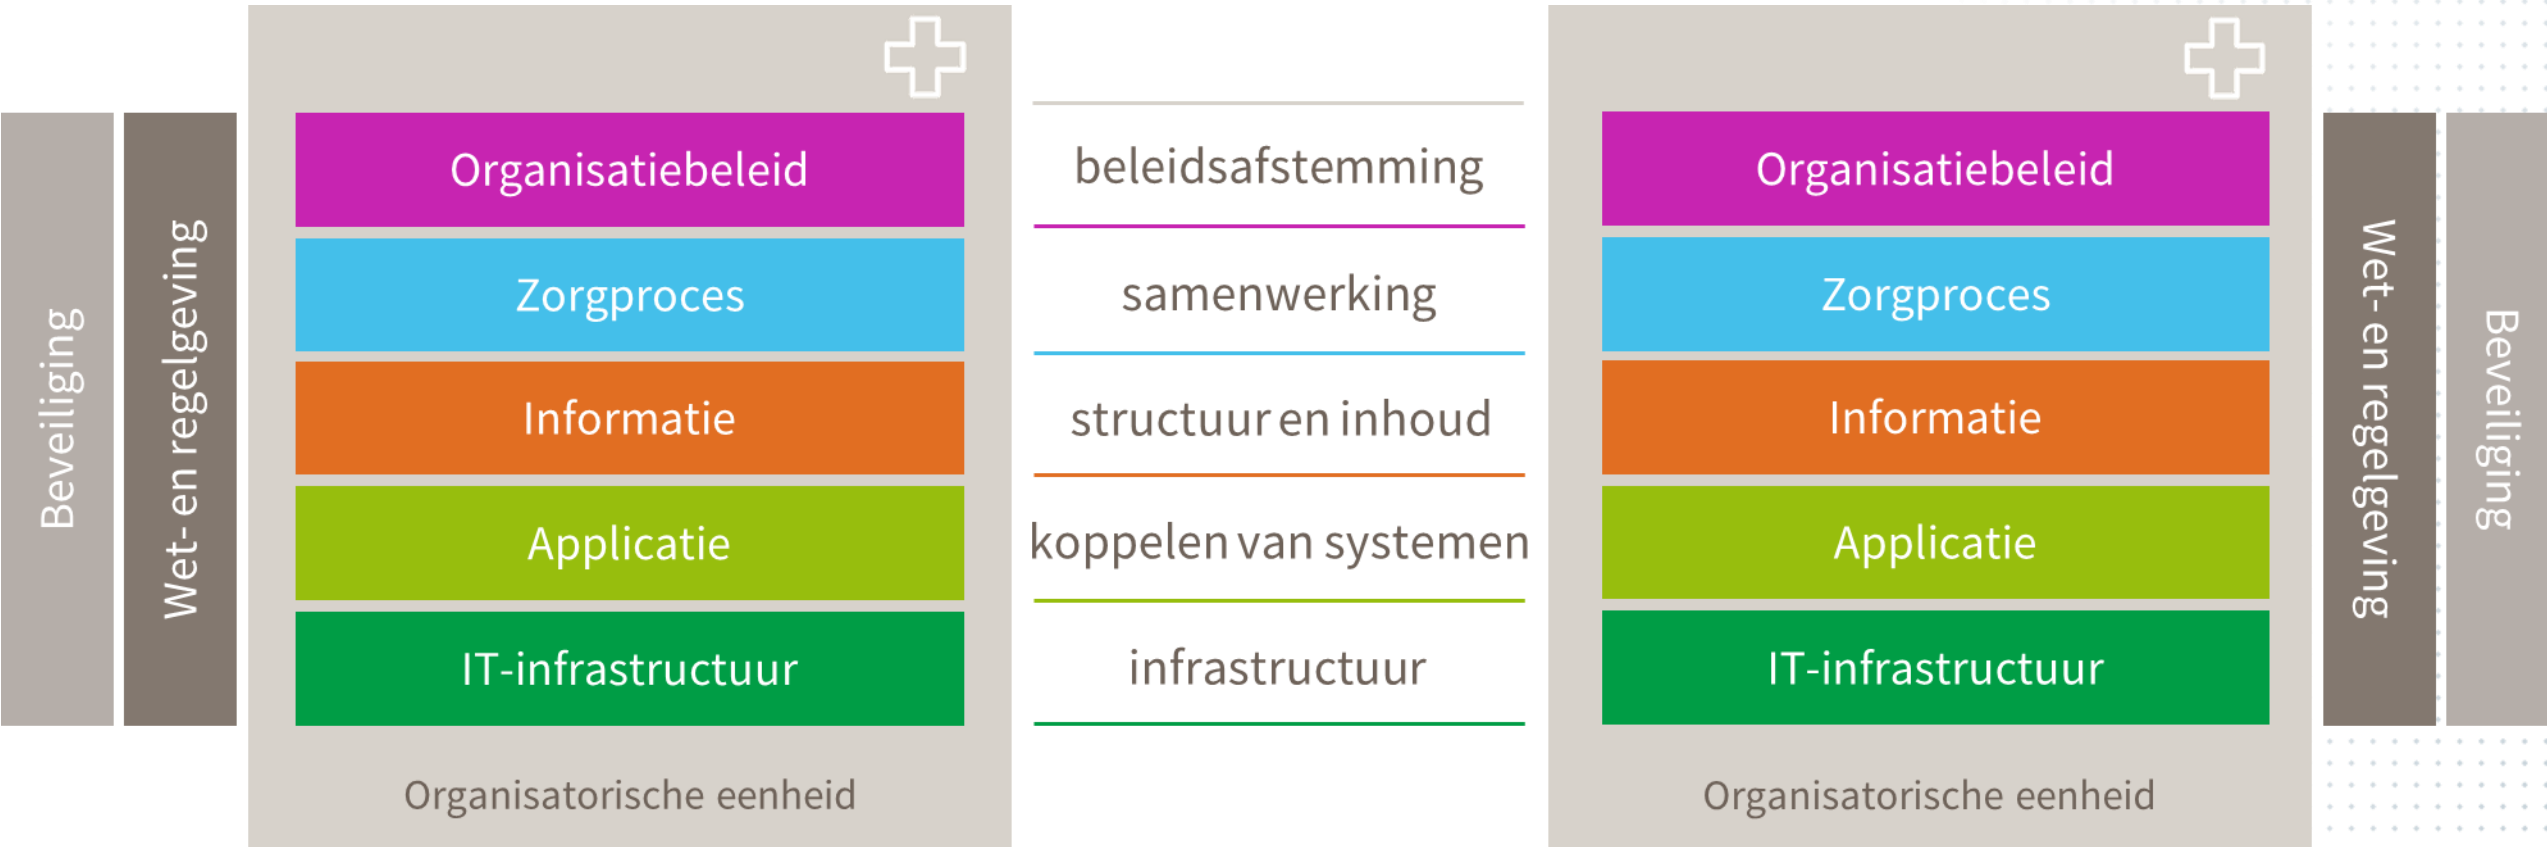 Beveiliging
Wet- en regelgeving
Organisatiebeleid
Zorgproces
Informatie
Applicatie
IT-infrastructuur
Organisatorische eenheid
beleidsafstemming
samenwerking
structuur en inhoud
koppelen van systemen
infrastructuur
Organisatiebeleid
Zorgproces
Informatie
Applicatie
IT-infrastructuur
Organisatorische eenheid
Wet- en regelgeving
Beveiliging